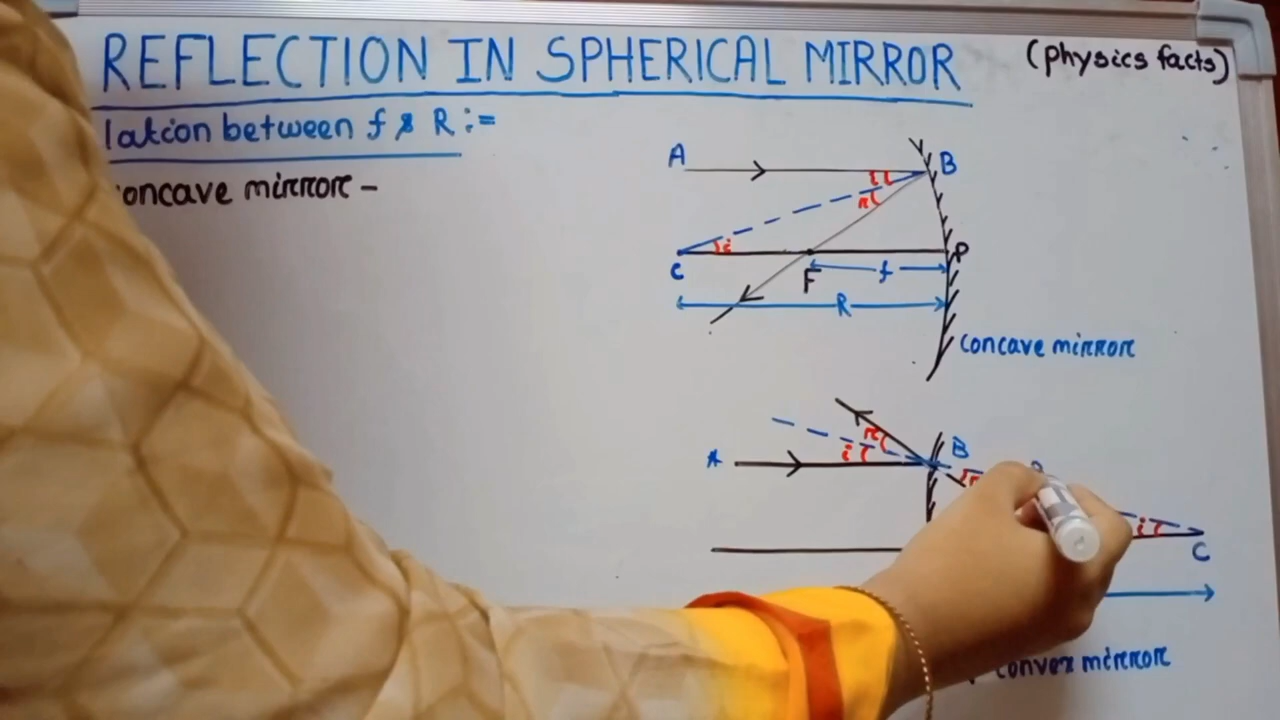 REFLECTION IN SPHERICAL MIRROR
(physics facts)
lation between f & R :=
oncave mirror -
A
B
i
r
i
C
F
f
P
R
concave mirror
r
i
A
B
r
i
C
convex mirror